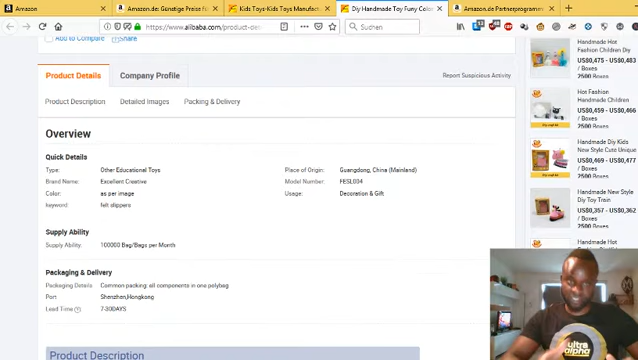 Amazon
Amazon.de: Günstige Preise fü
Kids Toys-Kids Toys Manufactu
Diy Handmade Toy Funy Color
Amazon.de Partnerprogramm
https://www.alibaba.com/product-de
Suchen
Add to Compare
Share
Product Details
Company Profile
Report Suspicious Activity
Product Description
Detailed Images
Packing & Delivery
Overview
Quick Details
Type: Other Educational Toys
Place of Origin: Guangdong, China (Mainland)
Brand Name: Excellent Creative
Model Number: FESL004
Color: as per image
Usage: Decoration & Gift
keyword: felt slippers
Supply Ability
Supply Ability: 100000 Bag/Bags per Month
Packaging & Delivery
Packaging Details Common packing: all components in one polybag
Port Shenzhen,Hongkong
Lead Time 7-30DAYS
Product Description
Handmade Hot
Fashion Children Diy
US$0,475 - US$0,483
/ Boxes
2500 Boxes
Hot Fashion
Handmade Children
US$0,459 - US$0,466
/ Boxes
2500 Boxes
Handmade Diy Kids
New Style Cute Unique
US$0,469 - US$0,477
/ Boxes
2500 Boxes
Handmade New Style
Diy Toy Train
US$0,357 - US$0,362
/ Boxes
2500 Boxes
Handmade Hot
ultra
alpha